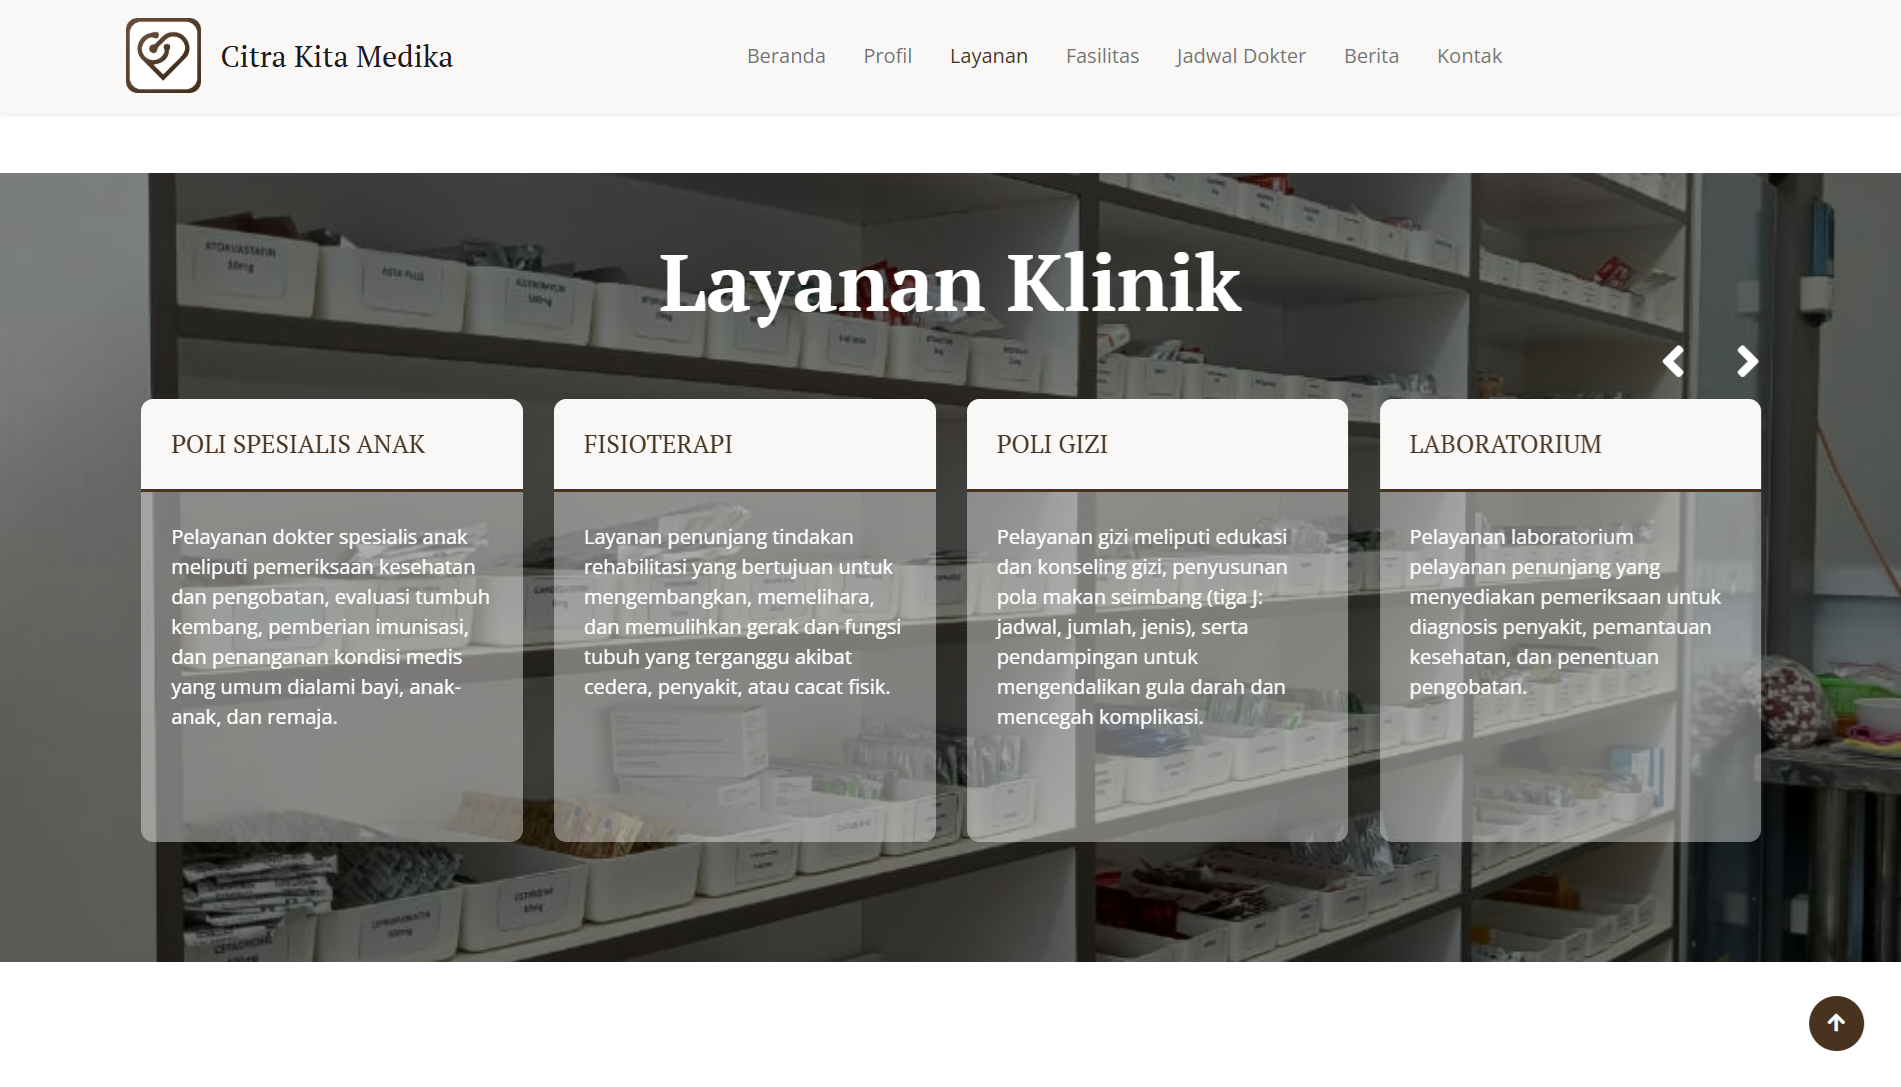 Citra Kita Medika
Beranda Profil Layanan Fasilitas Jadwal Dokter Berita Kontak
ATORVASTATIN
10mg
Layanan Klinik
POLI SPESIALIS ANAK
Pelayanan dokter spesialis anak
meliputi pemeriksaan kesehatan
dan pengobatan, evaluasi tumbuh
kembang, pemberian imunisasi,
dan penanganan kondisi medis
yang umum dialami bayi, anak-
anak, dan remaja.
FISIOTERAPI
Layanan penunjang tindakan
rehabilitasi yang bertujuan untuk
mengembangkan, memelihara,
dan memulihkan gerak dan fungsi
tubuh yang terganggu akibat
cedera, penyakit, atau cacat fisik.
POLI GIZI
Pelayanan gizi meliputi edukasi
dan konseling gizi, penyusunan
pola makan seimbang (tiga J:
jadwal, jumlah, jenis), serta
pendampingan untuk
mengendalikan gula darah dan
mencegah komplikasi.
LABORATORIUM
Pelayanan laboratorium
pelayanan penunjang yang
menyediakan pemeriksaan untuk
diagnosis penyakit, pemantauan
kesehatan, dan penentuan
pengobatan.